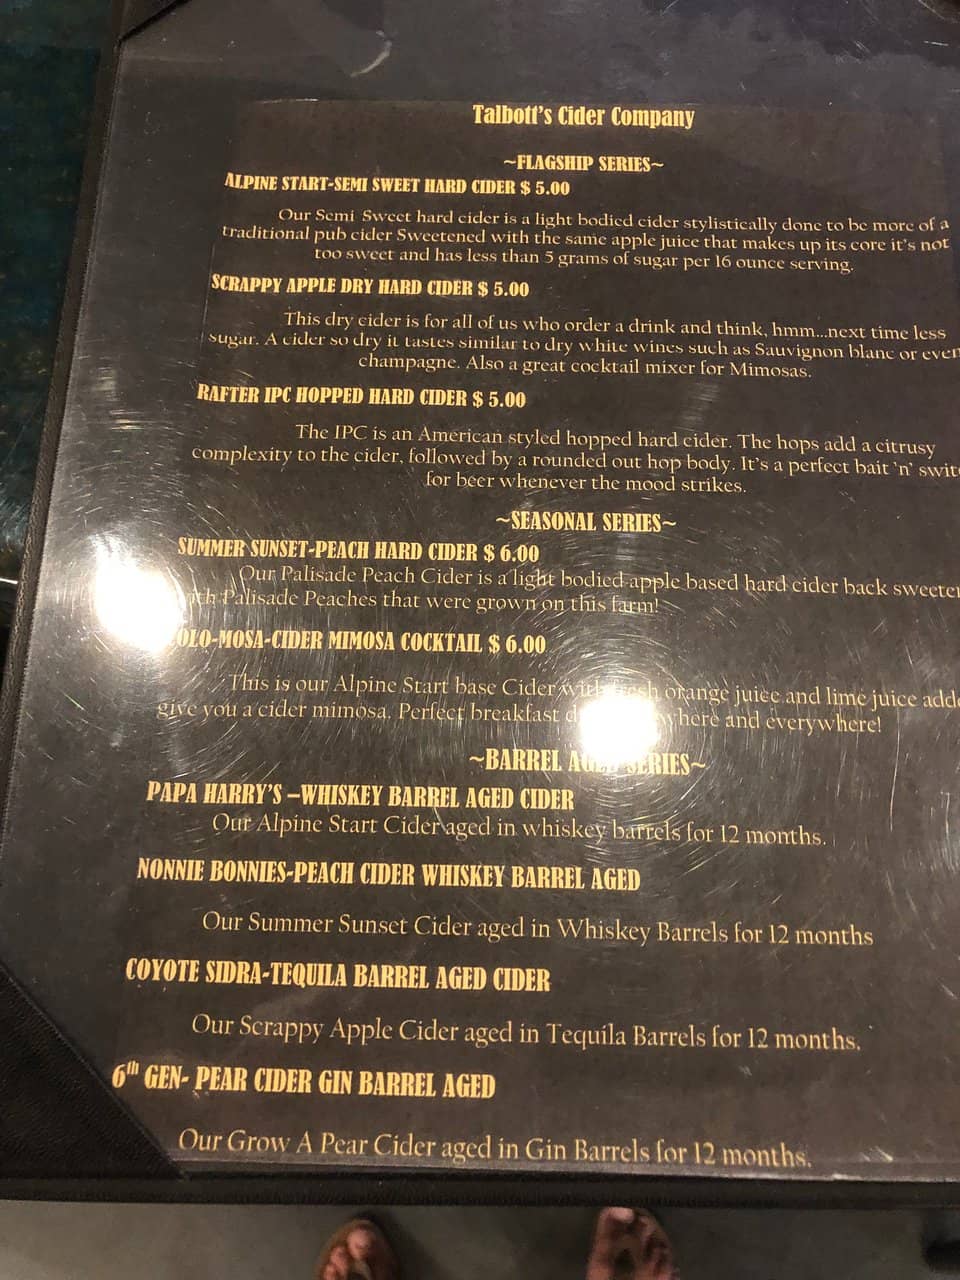 Talbott's Cider Company
~FLAGSHIP SERIES~
ALPINE START-SEMI SWEET HARD CIDER $ 5.00
Our Semi Sweet hard cider is a light bodied cider stylistically done to be more of a
traditional pub cider Sweetened with the same apple juice that makes up its core it's not
too sweet and has less than 5 grams of sugar per 16 ounce serving.
SCRAPPY APPLE DRY HARD CIDER $ 5.00
This dry cider is for all of us who order a drink and think, hmm...next time less
sugar. A cider so dry it tastes similar to dry white wines such as Sauvignon blanc or even
champagne. Also a great cocktail mixer for Mimosas.
RAFTER IPC HOPPED HARD CIDER $ 5.00
The IPC is an American styled hopped hard cider. The hops add a citrusy
complexity to the cider, followed by a rounded out hop body. It's a perfect bait 'n' swit
for beer whenever the mood strikes.
~SEASONAL SERIES~
SUMMER SUNSET-PEACH HARD CIDER $ 6.00
Our Palisade Peach Cider is a light bodied apple based hard cider back sweete
with Palisade Peaches that were grown on this farm!
OLO-MOSA-CIDER MIMOSA COCKTAIL $ 6.00
This is our Alpine Start base Cider with fresh orange juice and lime juice adde
give you a cider mimosa. Perfect breakfast here and everywhere!
~BARREL AGED SERIES~
PAPA HARRY'S –WHISKEY BARREL AGED CIDER
Our Alpine Start Cider aged in whiskey barrels for 12 months.
NONNIE BONNIES-PEACH CIDER WHISKEY BARREL AGED
Our Summer Sunset Cider aged in Whiskey Barrels for 12 months
COYOTE SIDRA-TEQUILA BARREL AGED CIDER
Our Scrappy Apple Cider aged in Tequila Barrels for 12 months.
6th GEN- PEAR CIDER GIN BARREL AGED
Our Grow A Pear Cider aged in Gin Barrels for 12 months.